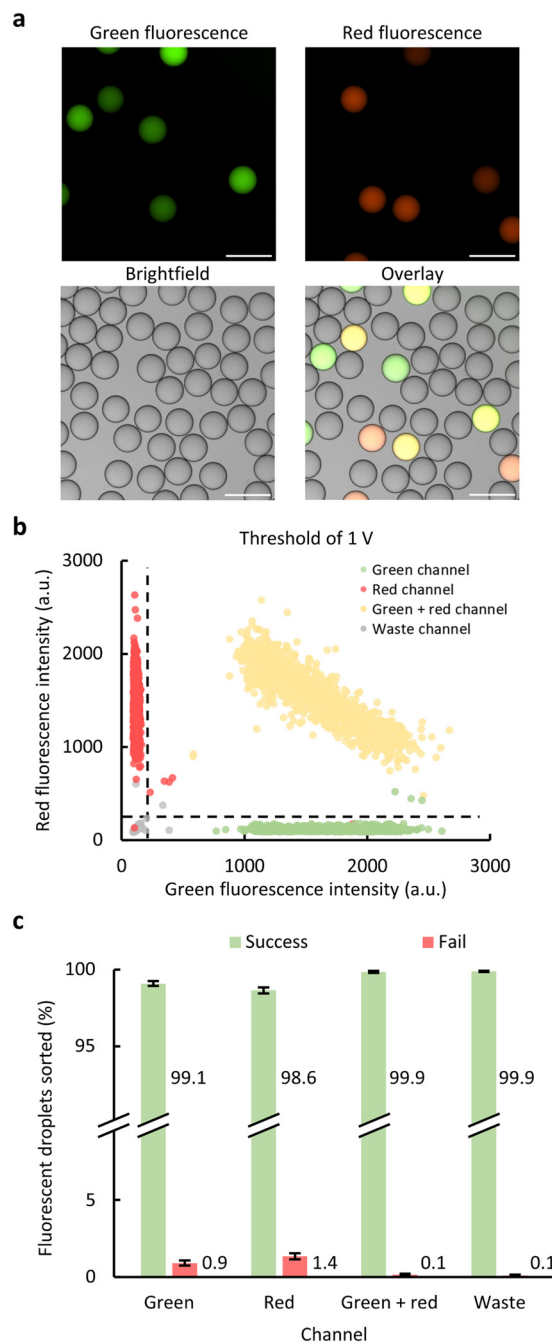 a
Green fluorescence
Red fluorescence
Brightfield
Overlay
b
Threshold of 1 V
Red fluorescence intensity (a.u.)
3000
2000
1000
0
Green channel
Red channel
Green + red channel
Waste channel
0
1000
2000
3000
Green fluorescence intensity (a.u.)
c
Success
Fail
Fluorescent droplets sorted (%)
100
95
5
0
99.1
98.6
99.9
99.9
0.9
1.4
0.1
0.1
Green
Red
Green + red
Waste
Channel